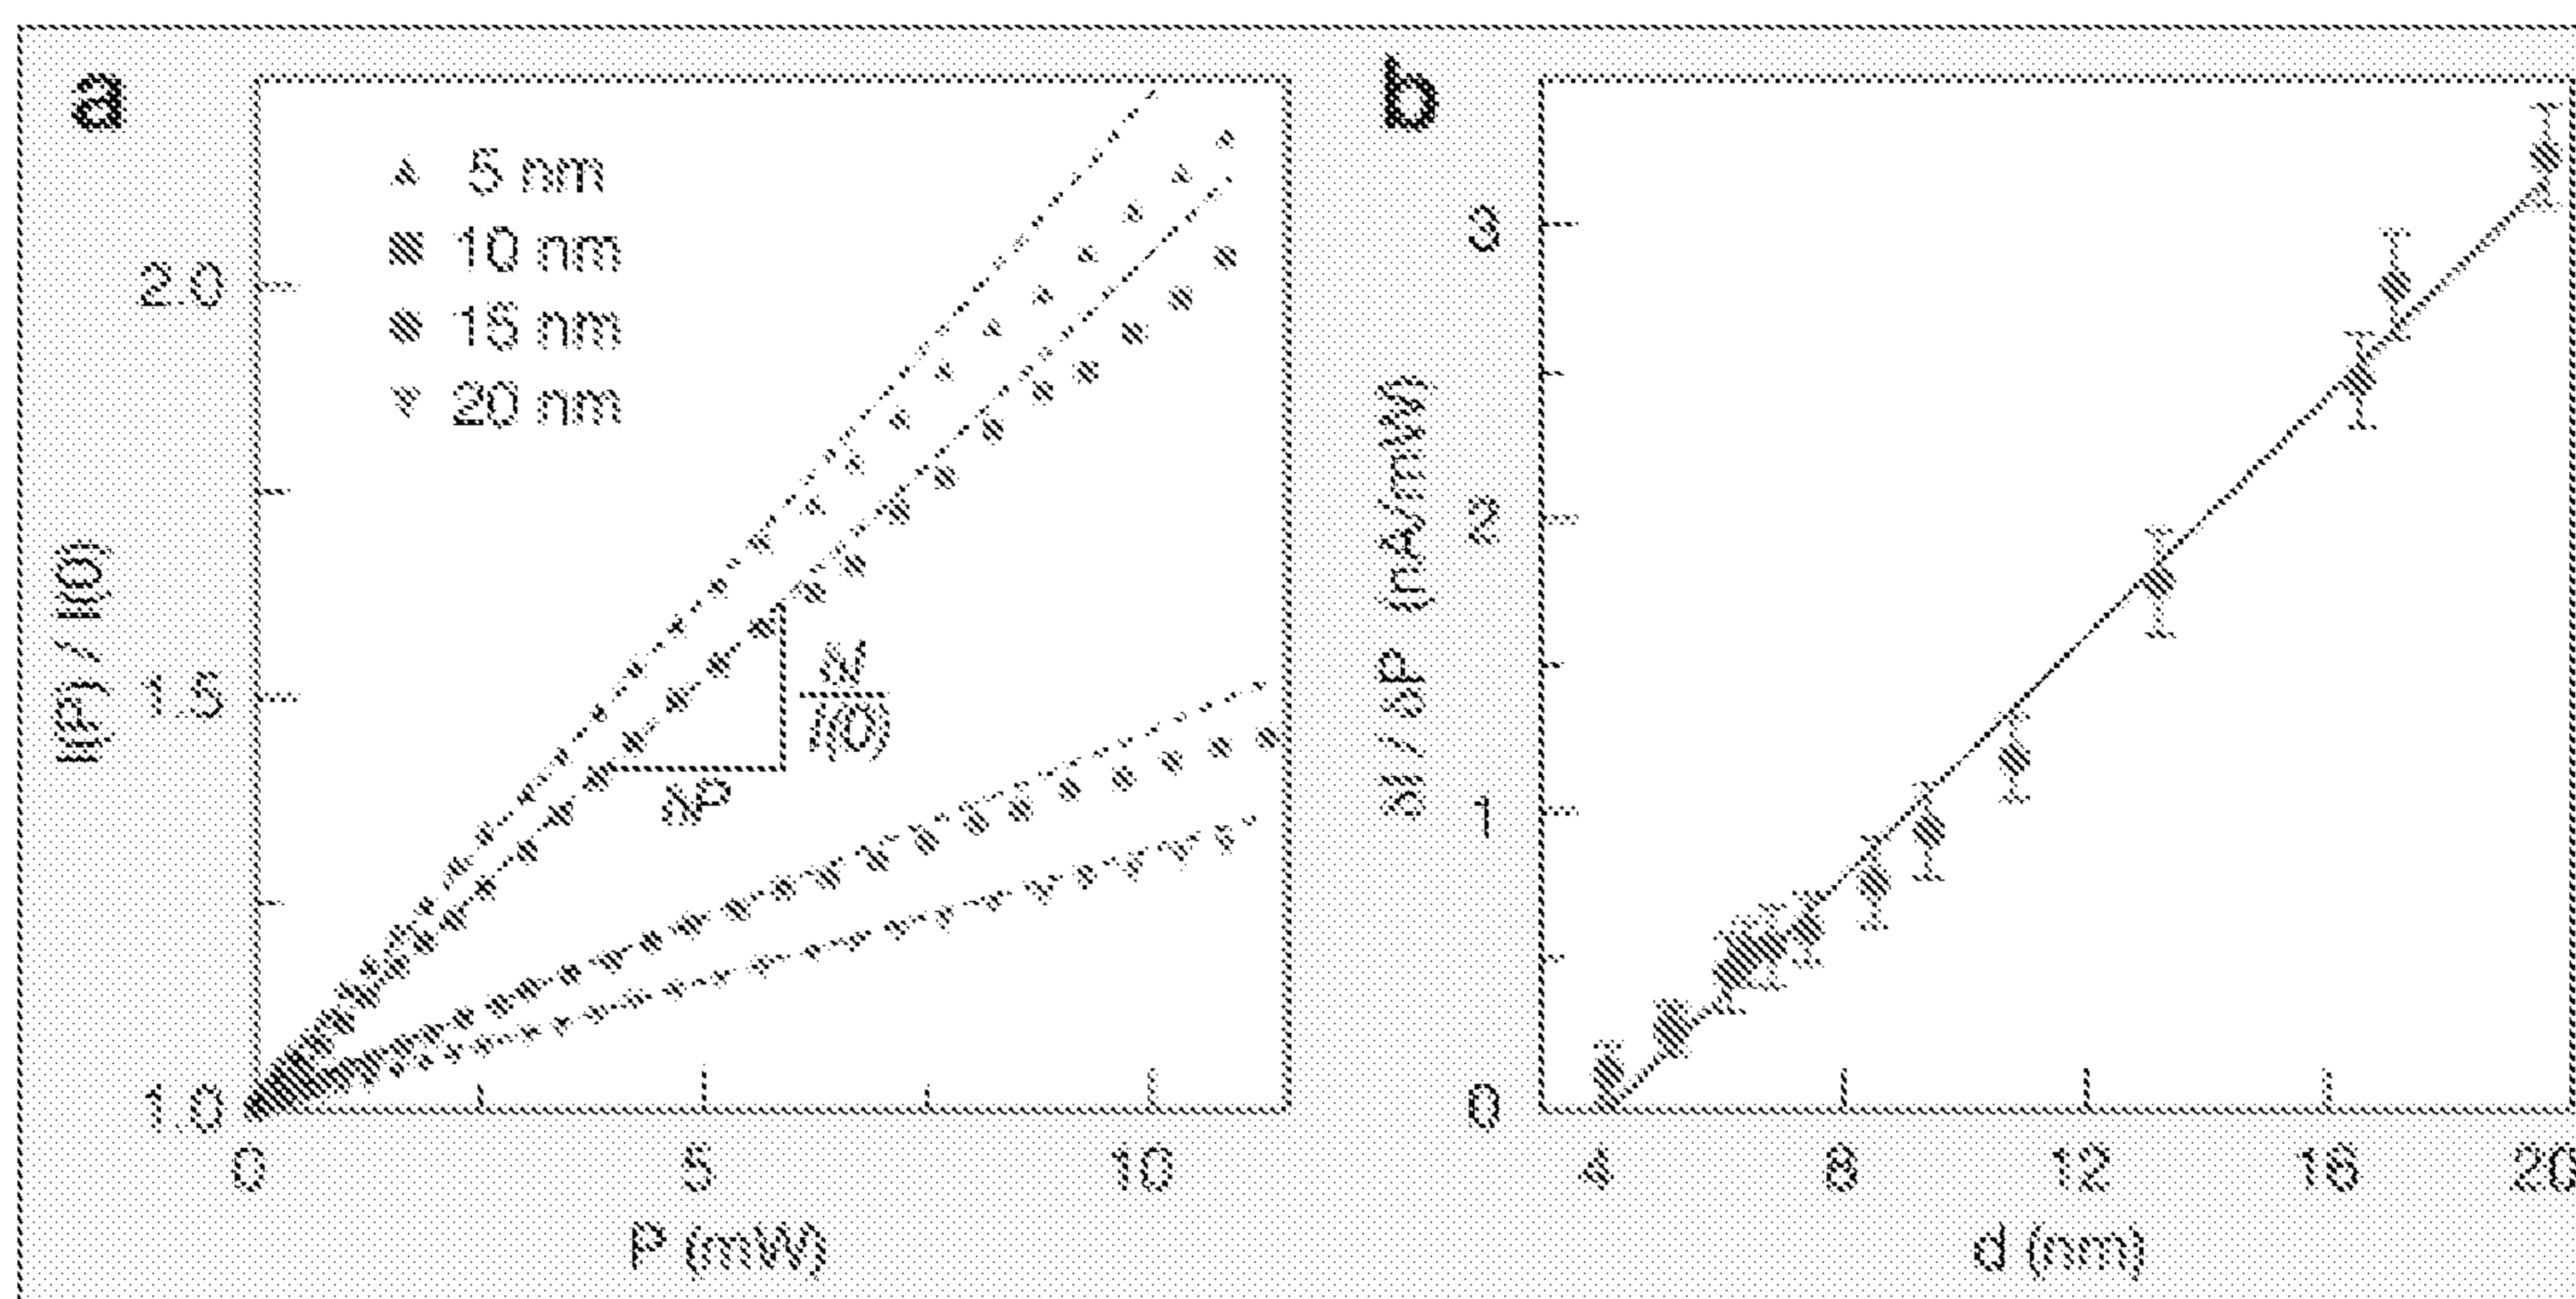 a
5 nm
10 nm
15 nm
20 nm
2.0
1.5
1.0
I(P) / I(0)
δI
I(0)
δP
0
5
10
P (mW)
b
3
2
1
0
δI / δP (nA/mW)
4
8
12
16
20
d (nm)